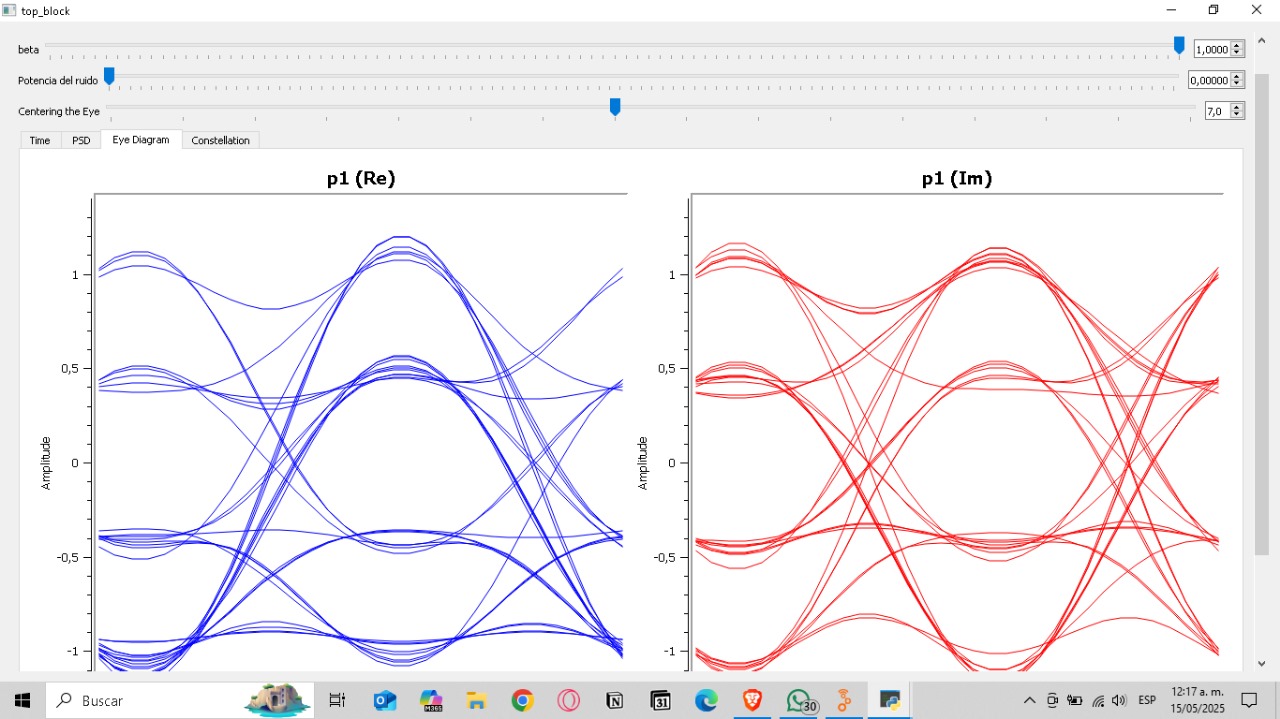 top_block
beta
1,0000
Potencia del ruido
0,00000
Centering the Eye
7,0
Time PSD Eye Diagram Constellation
p1 (Re) p1 (Im)
1 1
0,5 0,5
Amplitude Amplitude
0 0
-0,5 -0,5
-1 -1
Buscar
M365
31
30
ESP
12:17 a. m.
15/05/2025